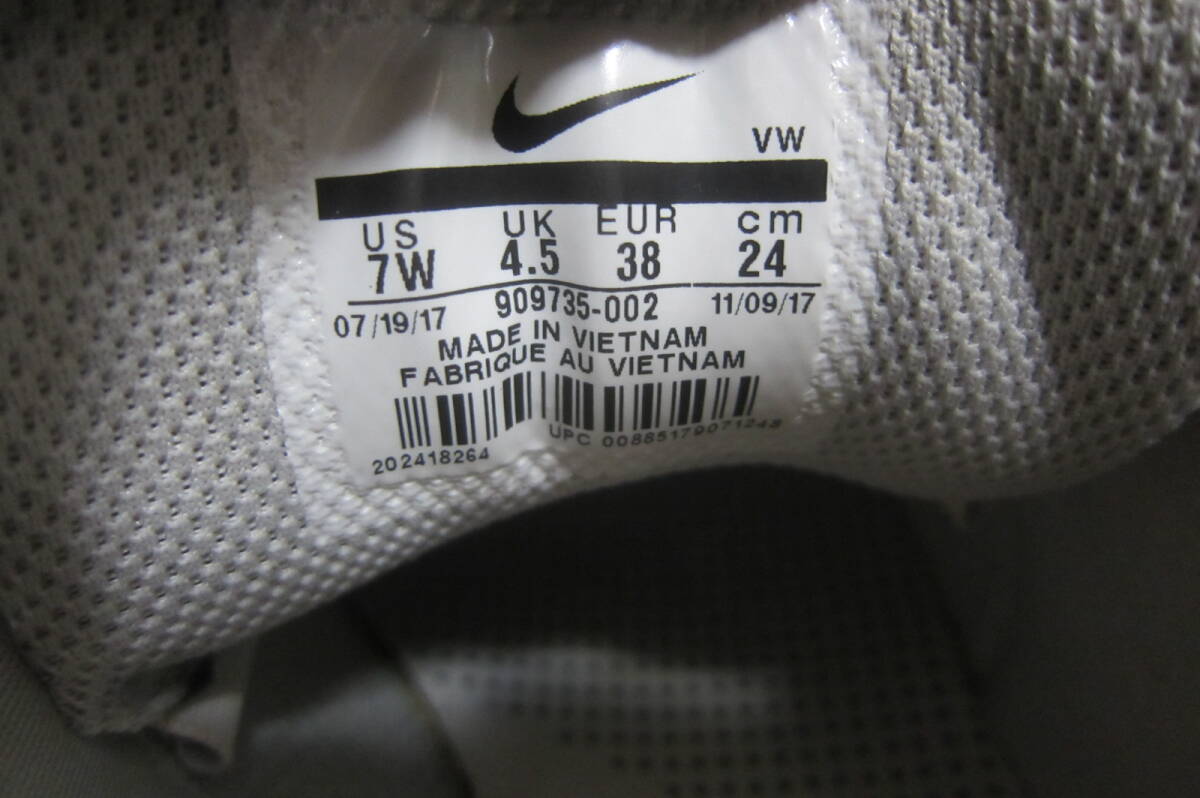 VW
US UK EUR cm
7W 4.5 38 24
07/19/17 909735-002 11/09/17
MADE IN VIETNAM
FABRIQUE AU VIETNAM
202418264 UPC 00885179071243